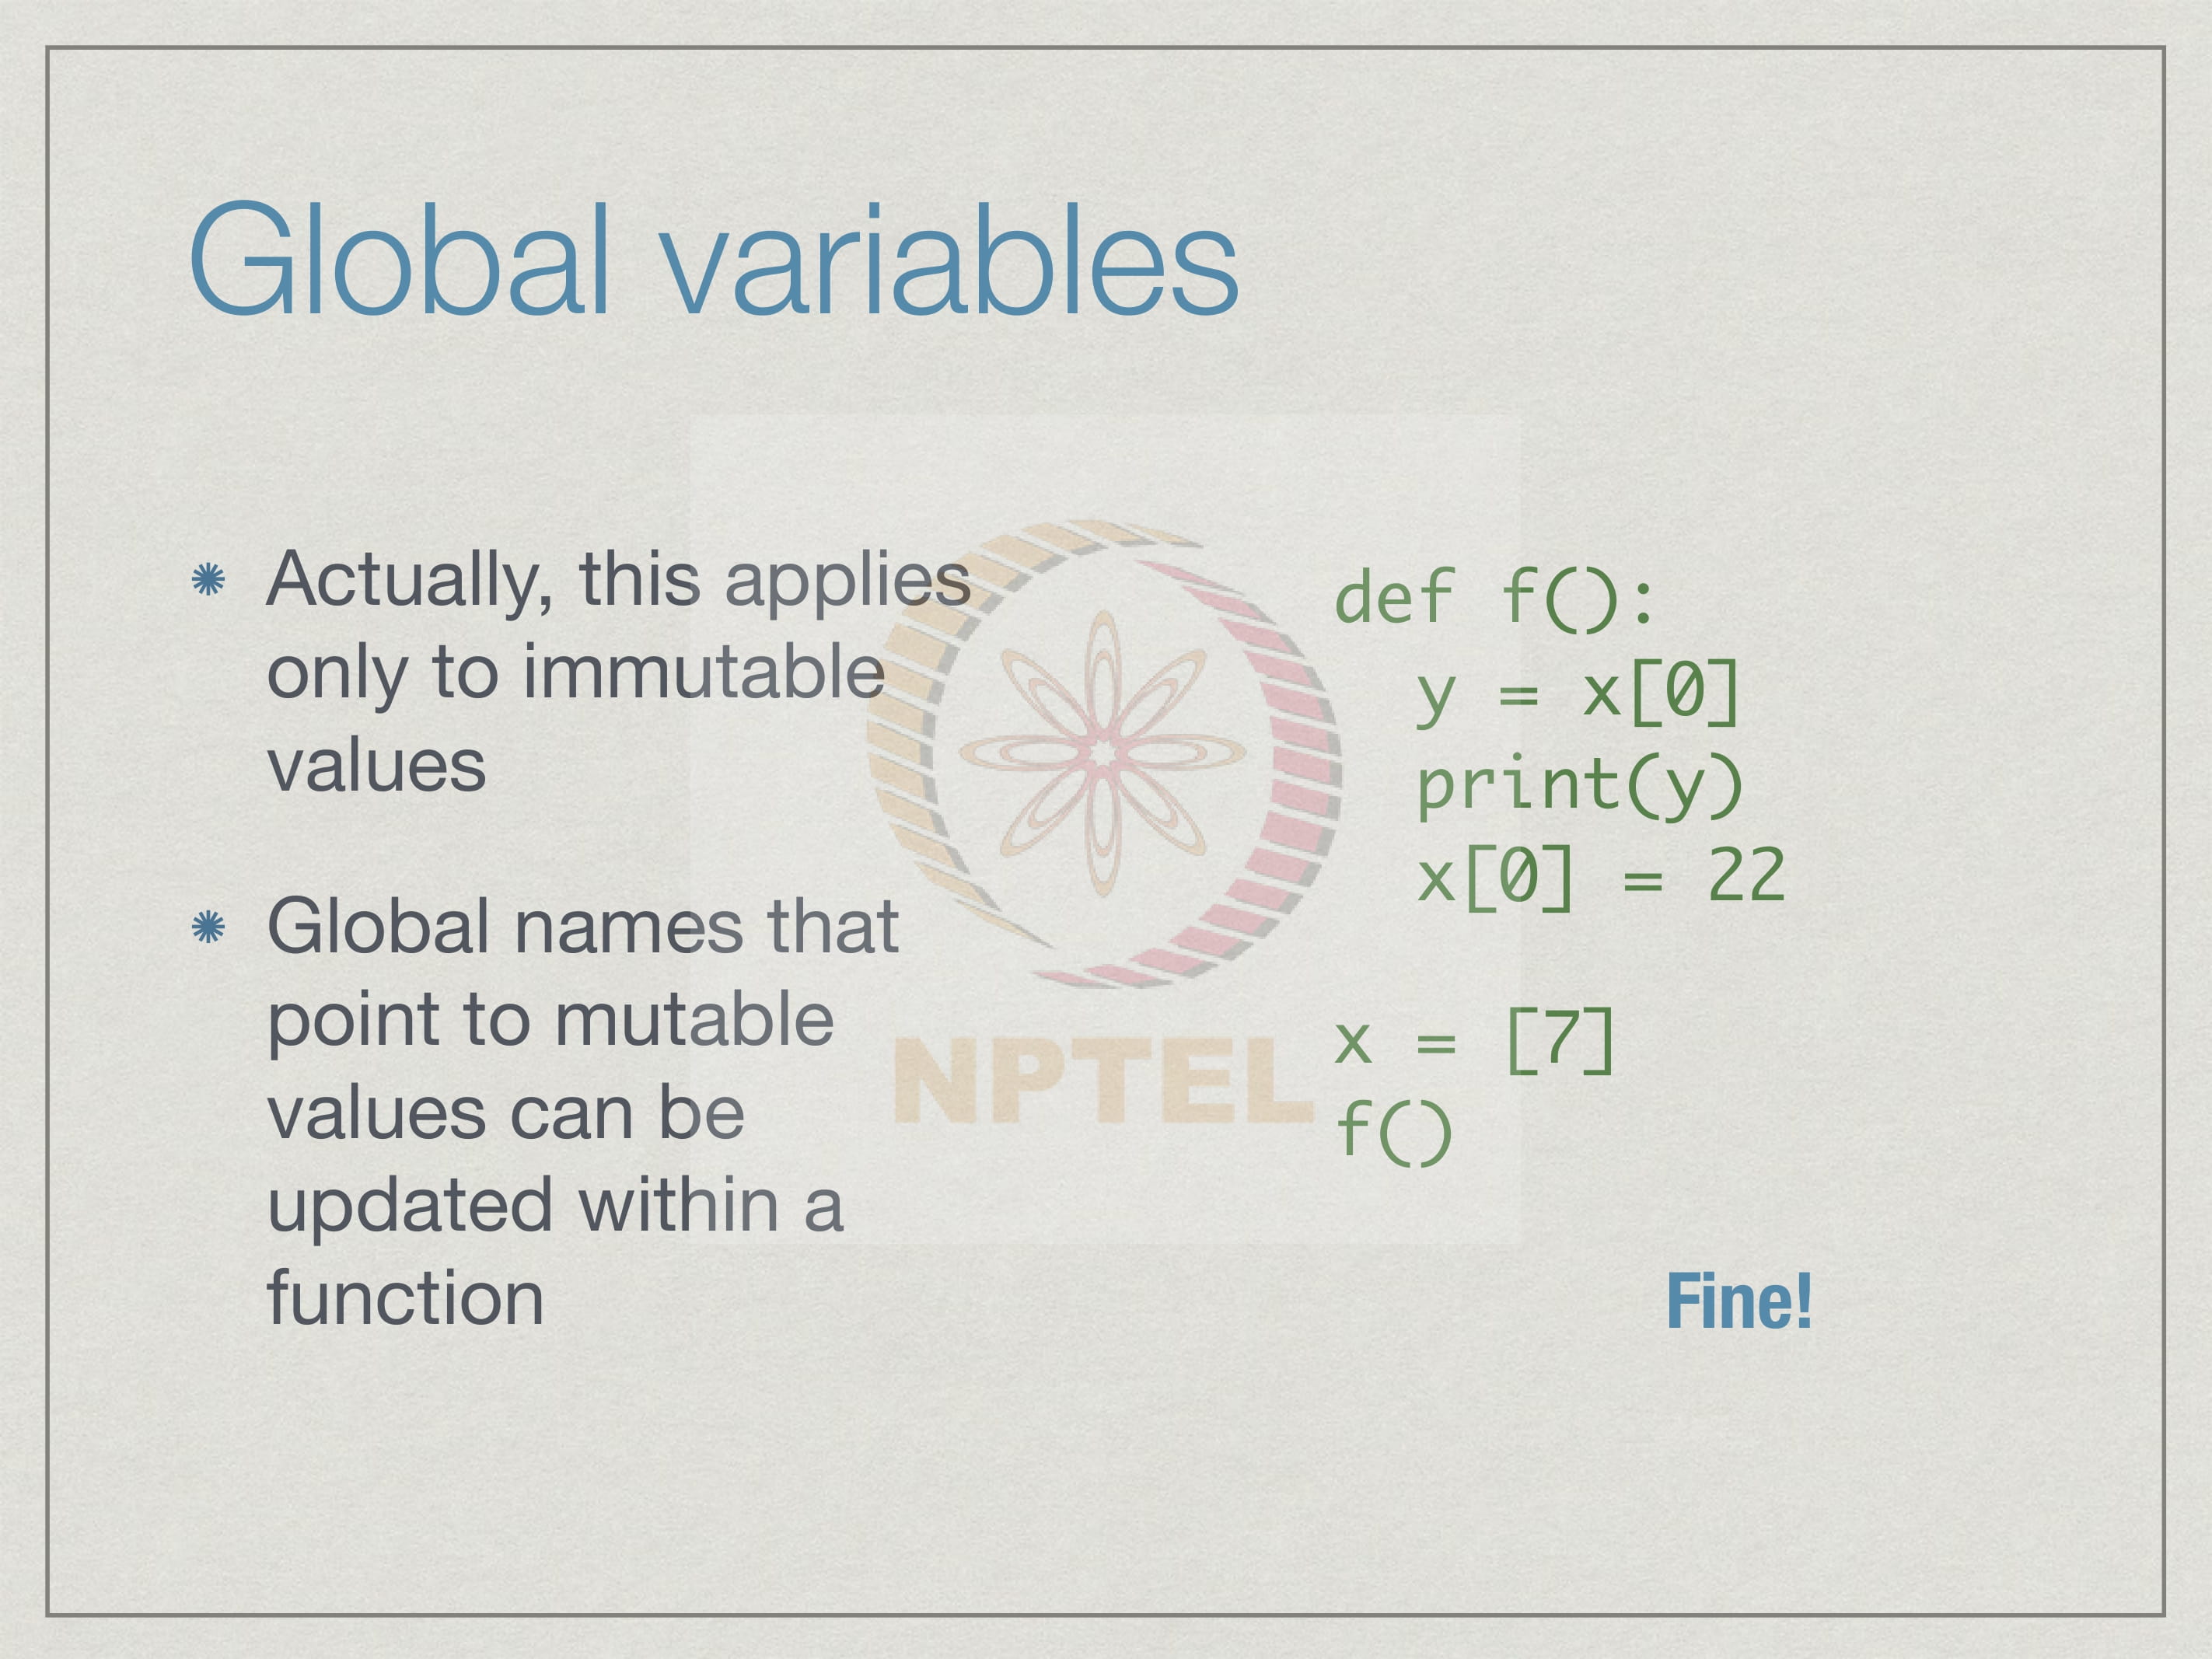 Global variables
Actually, this applies
only to immutable
values
Global names that
point to mutable
values can be
updated within a
function
def f():
  y = x[0]
  print(y)
  x[0] = 22
x = [7]
f()
Fine!
NPTEL